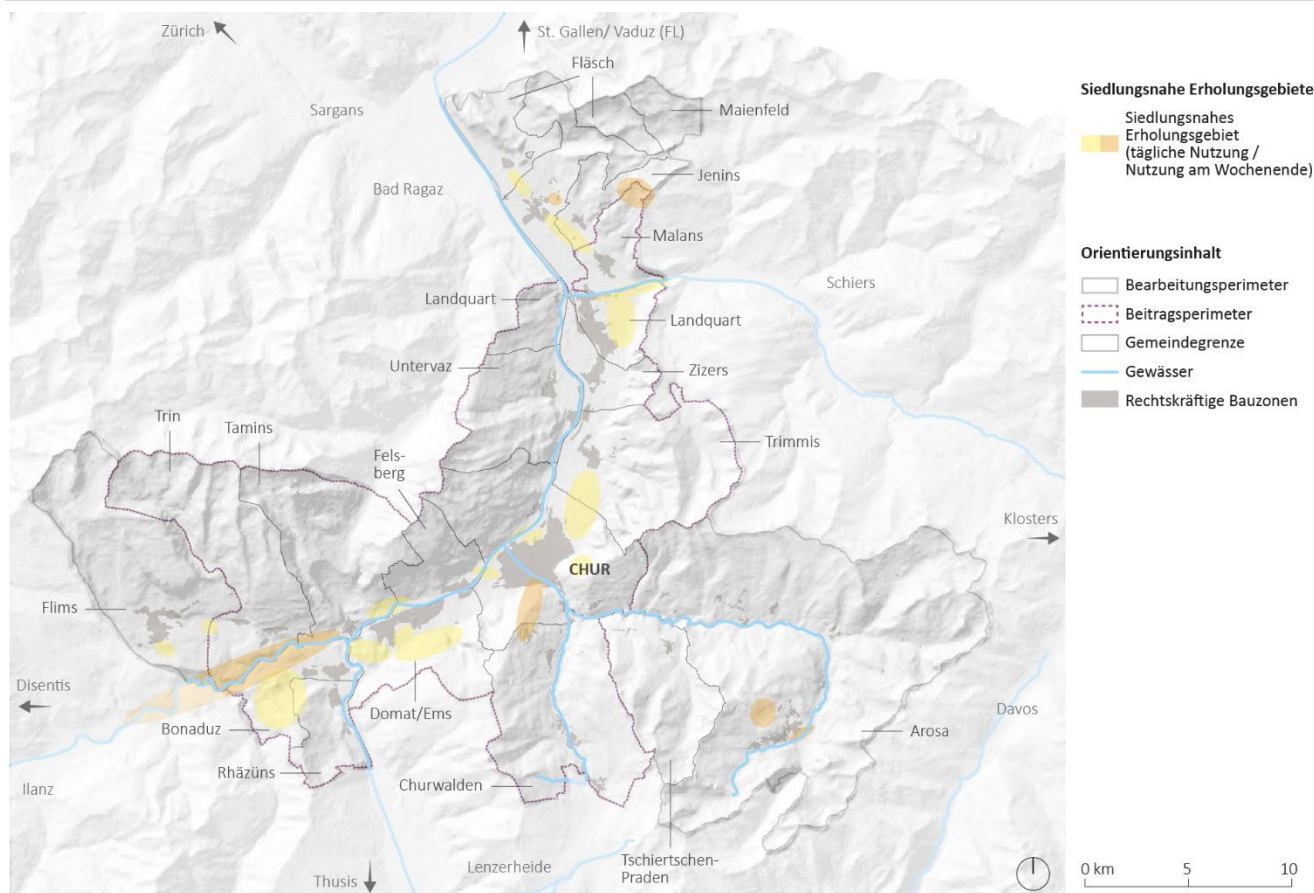 Zürich
St. Gallen/ Vaduz (FL)
Fläsch
Maienfeld
Sargans
Jenins
Bad Ragaz
Malans
Schiers
Landquart
Landquart
Untervaz
Zizers
Trin
Tamins
Trimmis
Fels-
berg
Klosters
CHUR
Flims
Disentis
Domat/Ems
Davos
Bonaduz
Arosa
Rhäzüns
Churwalden
Ilanz
Tschiertschen-
Praden
Lenzerheide
Thusis
Siedlungsnahe Erholungsgebiete
Siedlungsnahes
Erholungsgebiet
(tägliche Nutzung /
Nutzung am Wochenende)
Orientierungsinhalt
Bearbeitungsperimeter
Beitragsperimeter
Gemeindegrenze
Gewässer
Rechtskräftige Bauzonen
0 km 5 10